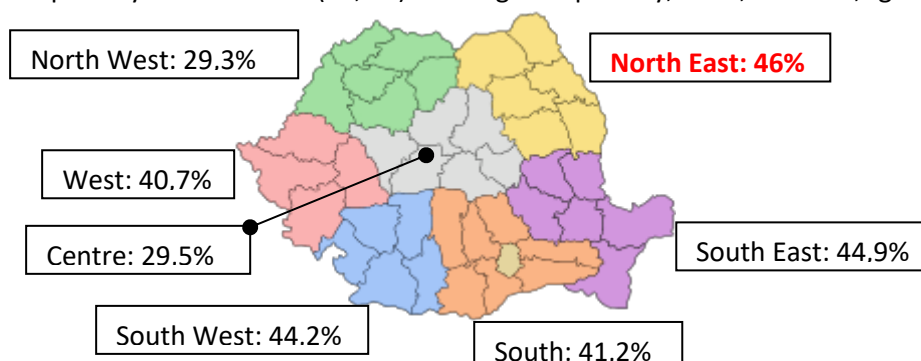 North West: 29.3%
North East: 46%
West: 40.7%
Centre: 29.5%
South East: 44.9%
South West: 44.2%
South: 41.2%